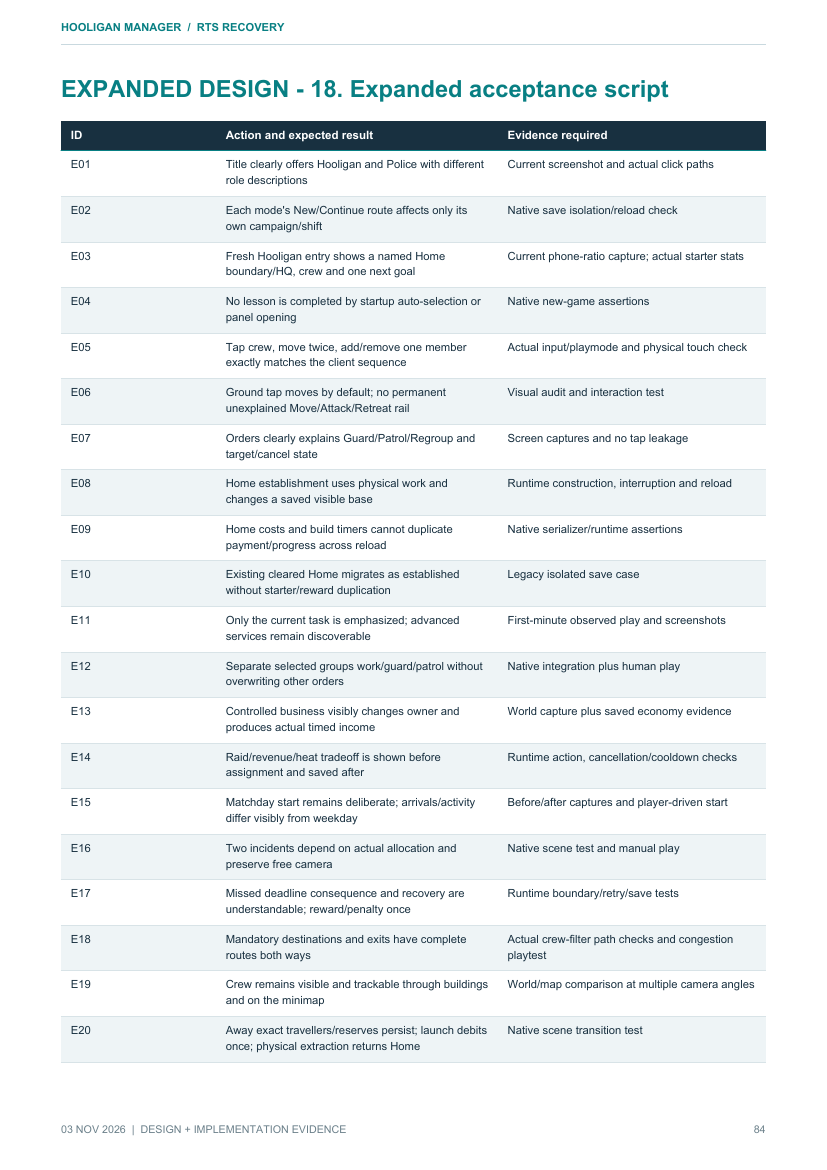 HOOLIGAN MANAGER / RTS RECOVERY
EXPANDED DESIGN - 18. Expanded acceptance script
ID Action and expected result Evidence required
E01 Title clearly offers Hooligan and Police with different Current screenshot and actual click paths
role descriptions
E02 Each mode's New/Continue route affects only its Native save isolation/reload check
own campaign/shift
E03 Fresh Hooligan entry shows a named Home Current phone-ratio capture; actual starter stats
boundary/HQ, crew and one next goal
E04 No lesson is completed by startup auto-selection or Native new-game assertions
panel opening
E05 Tap crew, move twice, add/remove one member Actual input/playmode and physical touch check
exactly matches the client sequence
E06 Ground tap moves by default; no permanent Visual audit and interaction test
unexplained Move/Attack/Retreat rail
E07 Orders clearly explains Guard/Patrol/Regroup and Screen captures and no tap leakage
target/cancel state
E08 Home establishment uses physical work and Runtime construction, interruption and reload
changes a saved visible base
E09 Home costs and build timers cannot duplicate Native serializer/runtime assertions
payment/progress across reload
E10 Existing cleared Home migrates as established Legacy isolated save case
without starter/reward duplication
E11 Only the current task is emphasized; advanced First-minute observed play and screenshots
services remain discoverable
E12 Separate selected groups work/guard/patrol without Native integration plus human play
overwriting other orders
E13 Controlled business visibly changes owner and World capture plus saved economy evidence
produces actual timed income
E14 Raid/revenue/heat tradeoff is shown before Runtime action, cancellation/cooldown checks
assignment and saved after
E15 Matchday start remains deliberate; arrivals/activity Before/after captures and player-driven start
differ visibly from weekday
E16 Two incidents depend on actual allocation and Native scene test and manual play
preserve free camera
E17 Missed deadline consequence and recovery are Runtime boundary/retry/save tests
understandable; reward/penalty once
E18 Mandatory destinations and exits have complete Actual crew-filter path checks and congestion
routes both ways playtest
E19 Crew remains visible and trackable through buildings World/map comparison at multiple camera angles
and on the minimap
E20 Away exact travellers/reserves persist; launch debits Native scene transition test
once; physical extraction returns Home
03 NOV 2026 | DESIGN + IMPLEMENTATION EVIDENCE 84